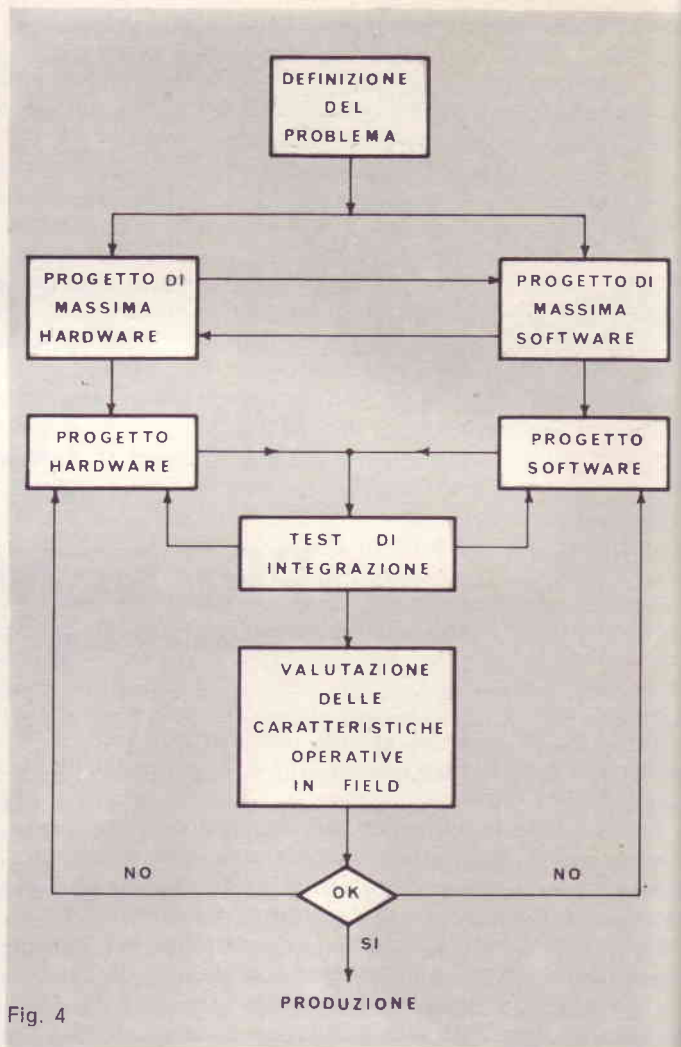 DEFINIZIONE
DEL
PROBLEMA
PROGETTO DI
MASSIMA
HARDWARE
PROGETTO DI
MASSIMA
SOFTWARE
PROGETTO
HARDWARE
PROGETTO
SOFTWARE
TEST DI
INTEGRAZIONE
VALUTAZIONE
DELLE
CARATTERISTICHE
OPERATIVE
IN FIELD
NO
OK
NO
SI
PRODUZIONE
Fig. 4